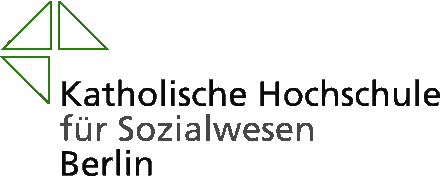 Katholische Hochschule
für Sozialwesen
Berlin